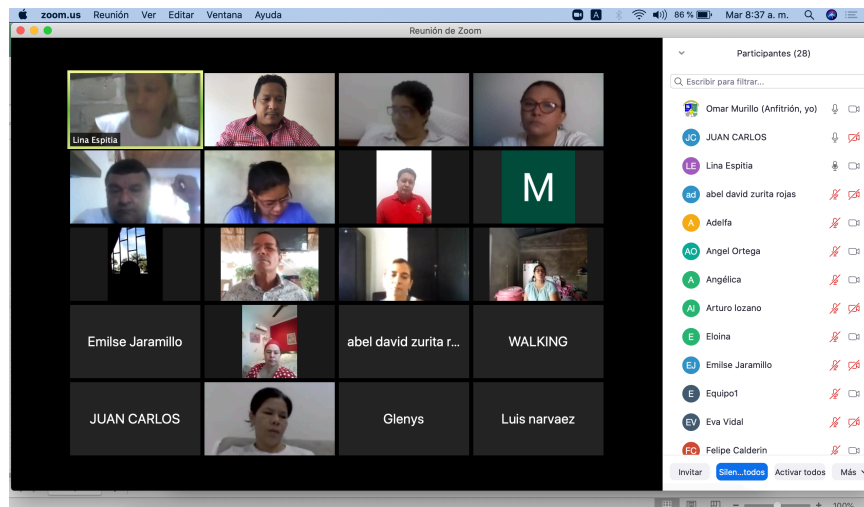 zoom.us Reunión Ver Editar Ventana Ayuda A 86 % Mar 8:37 a. m.
Reunión de Zoom
Participantes (28)
Escribir para filtrar...
Lina Espitia
M
Emilse Jaramillo
abel david zurita r...
WALKING
JUAN CARLOS
Glenys
Luis narvaez
Omar Murillo (Anfitrión, yo)
JC JUAN CARLOS
LE Lina Espitia
ad abel david zurita rojas
A Adelfa
AO Angel Ortega
A Angélica
Al Arturo lozano
E Eloina
EJ Emilse Jaramillo
E Equipo1
EV Eva Vidal
FC Felipe Calderin
Invitar Silen...todos Activar todos Más
100%